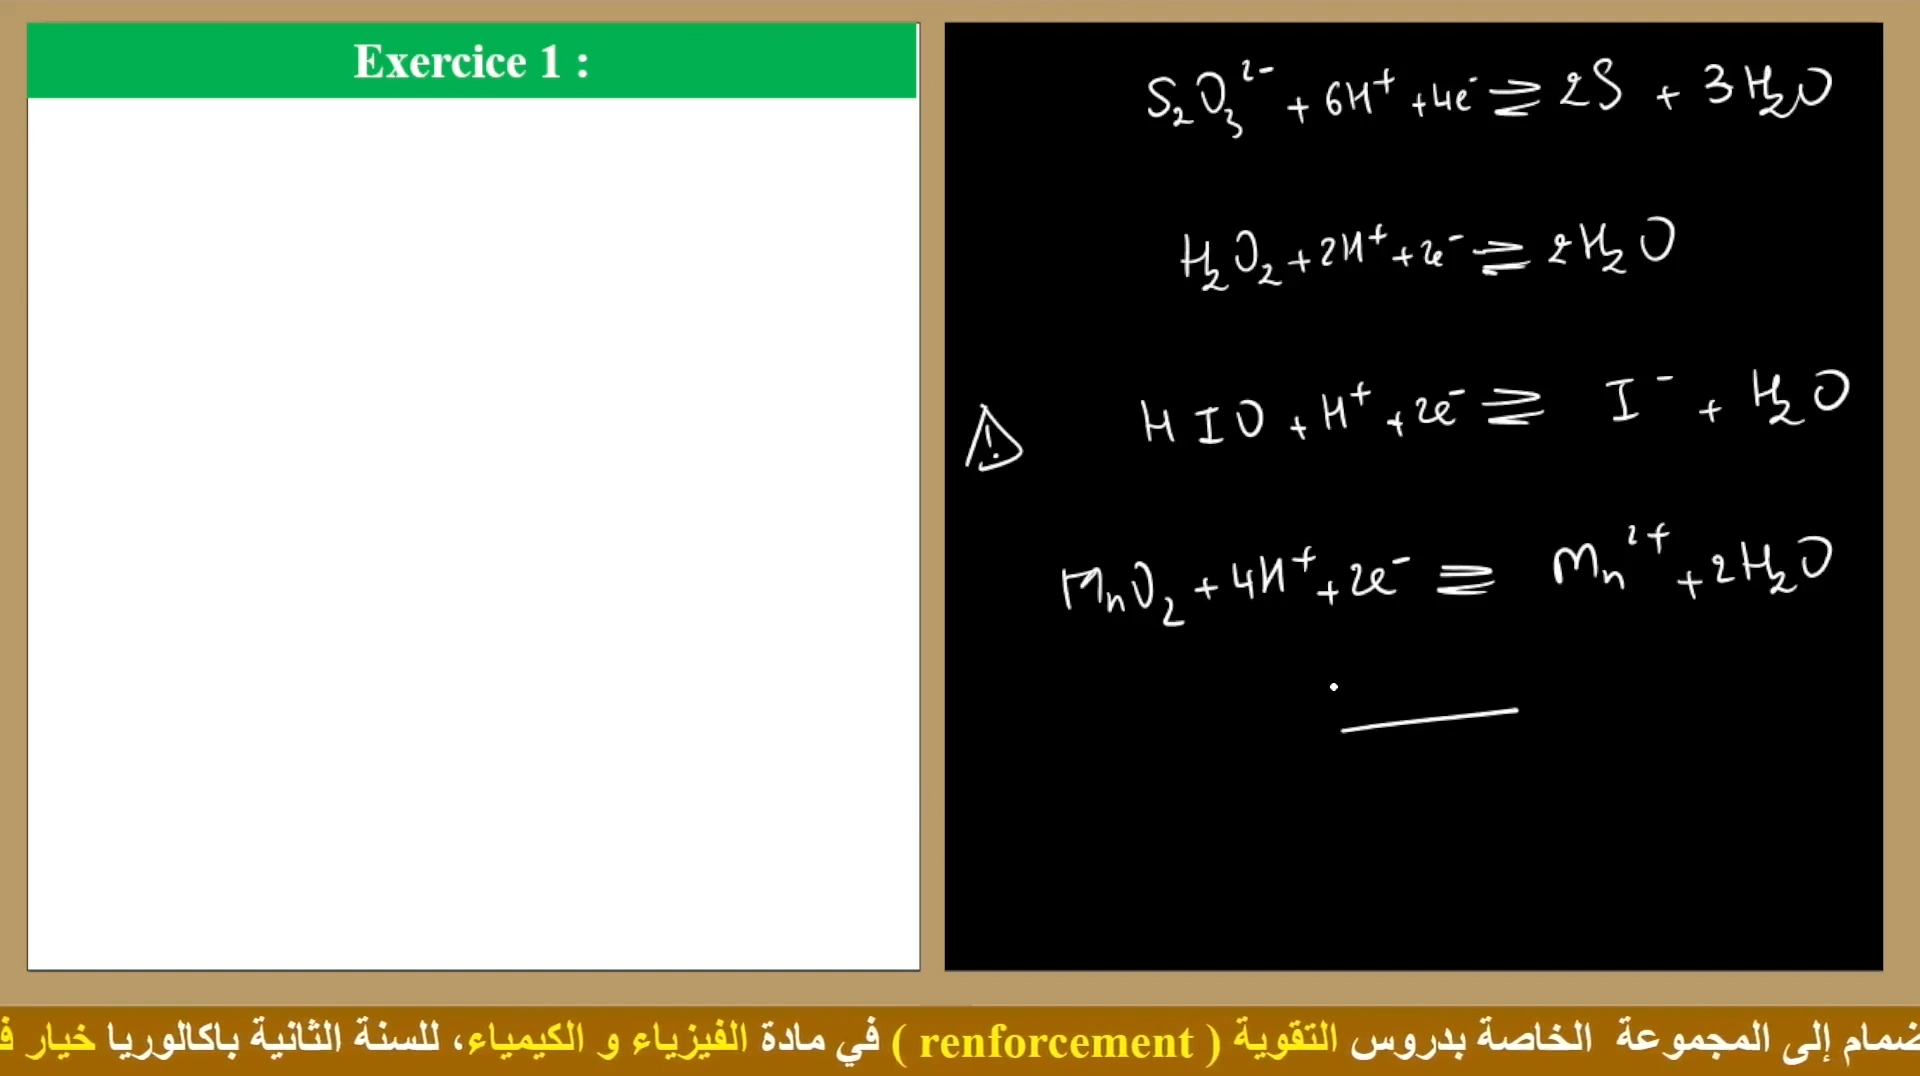 Exercice 1 :
S₂O₃²⁻ + 6H⁺ + 4e⁻ ⇌ 2S + 3H₂O
H₂O₂ + 2H⁺ + 2e⁻ ⇌ 2H₂O
⚠ HIO + H⁺ + 2e⁻ ⇌ I⁻ + H₂O
MnO₂ + 4H⁺ + 2e⁻ ⇌ Mn²⁺ + 2H₂O
إلى المجموعة الخاصة بدروس التقوية ( renforcement ) في مادة الفيزياء و الكيمياء، للسنة الثانية باكالوريا خيار